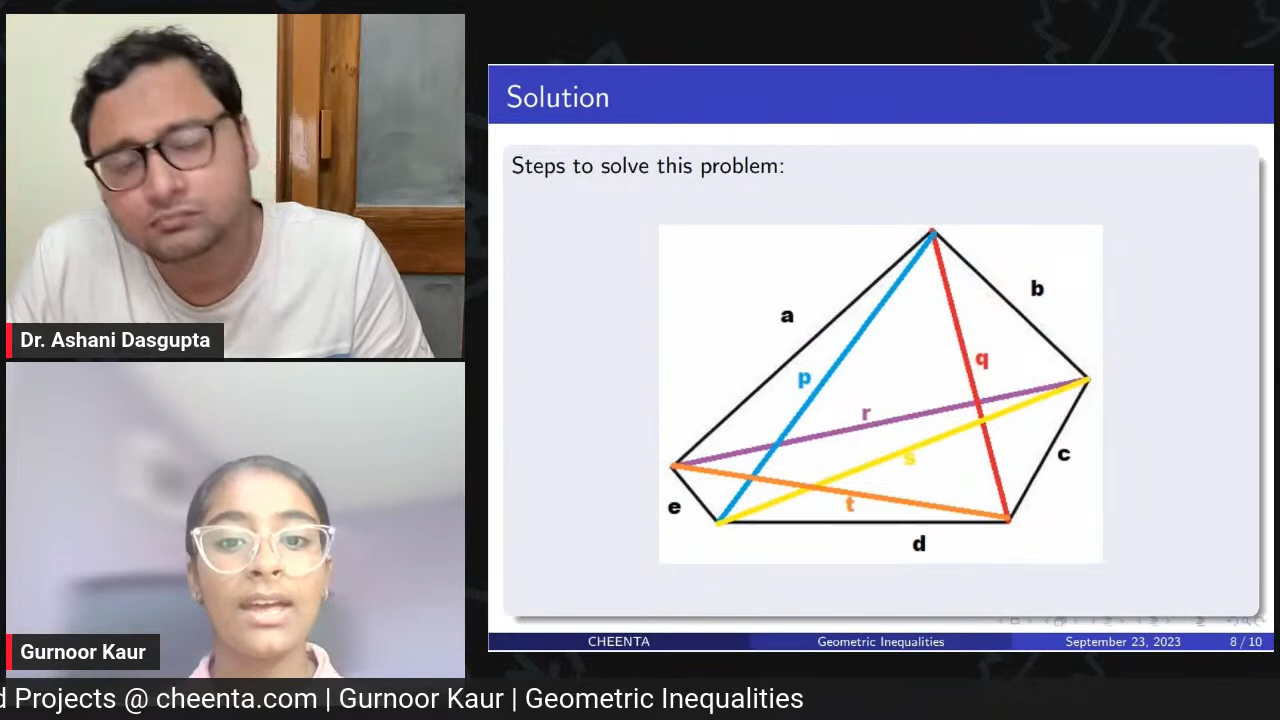 Dr. Ashani Dasgupta
Gurnoor Kaur
Solution
Steps to solve this problem:
a
b
p
q
r
s
c
e
t
d
CHEENTA
Geometric Inequalities
September 23, 2023
8 / 10
d Projects @ cheenta.com | Gurnoor Kaur | Geometric Inequalities